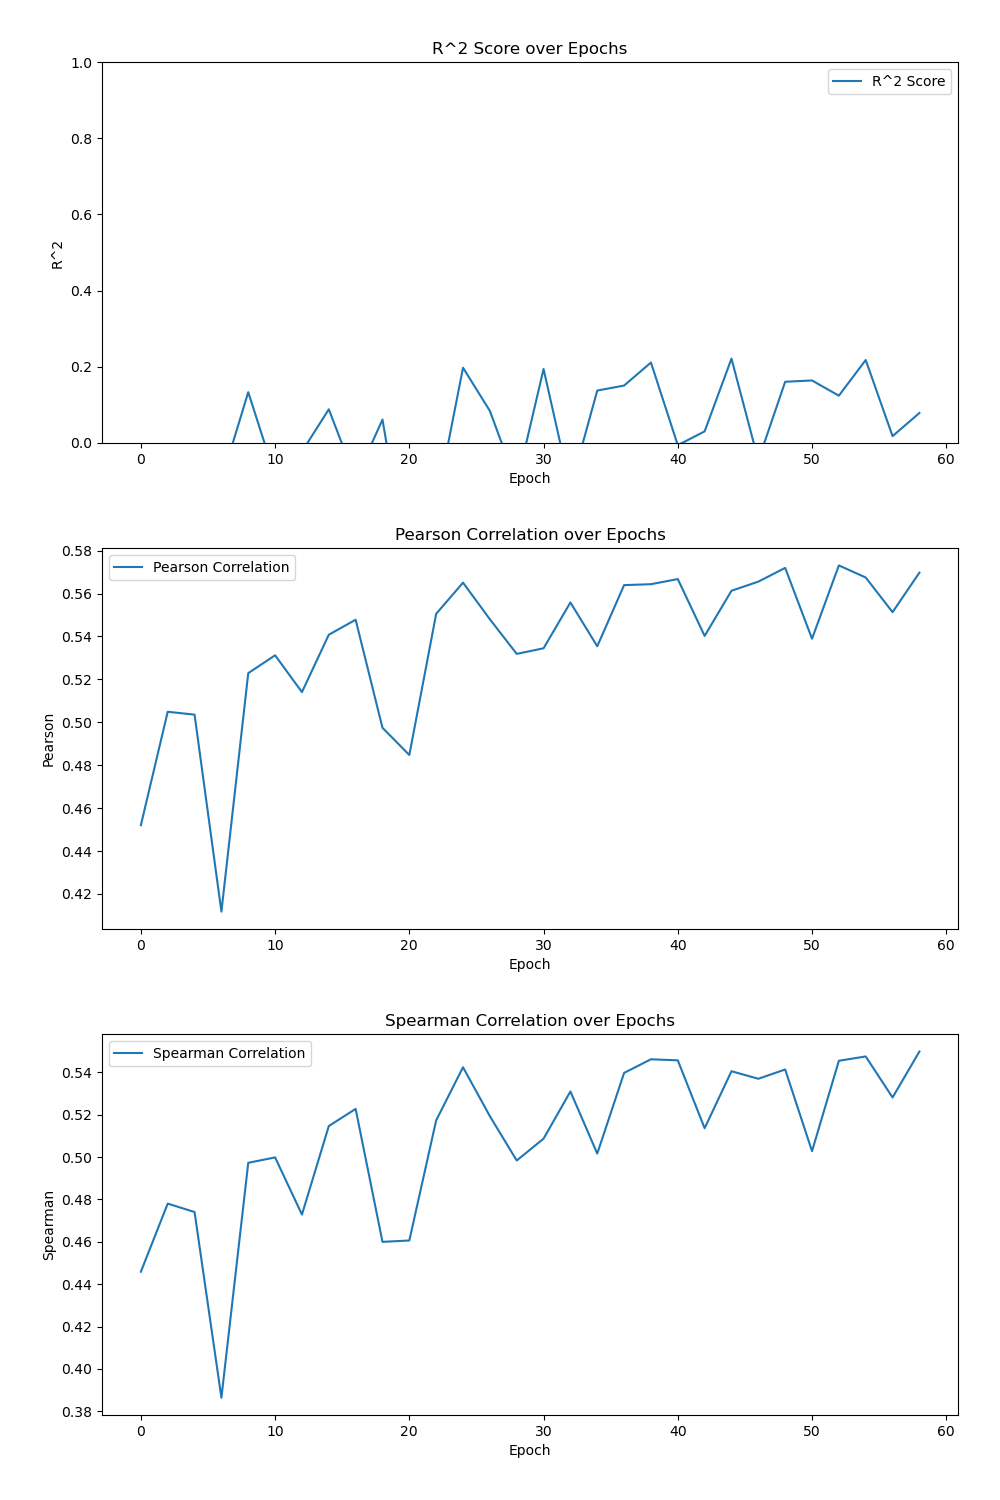 R^2 Score over Epochs
1.0
R^2 Score
0.8
0.6
R^2
0.4
0.2
0.0
0 10 20 30 40 50 60
Epoch
Pearson Correlation over Epochs
0.58
Pearson Correlation
0.56
0.54
0.52
0.50
Pearson
0.48
0.46
0.44
0.42
0 10 20 30 40 50 60
Epoch
Spearman Correlation over Epochs
Spearman Correlation
0.54
0.52
0.50
0.48
Spearman
0.46
0.44
0.42
0.40
0.38
0 10 20 30 40 50 60
Epoch